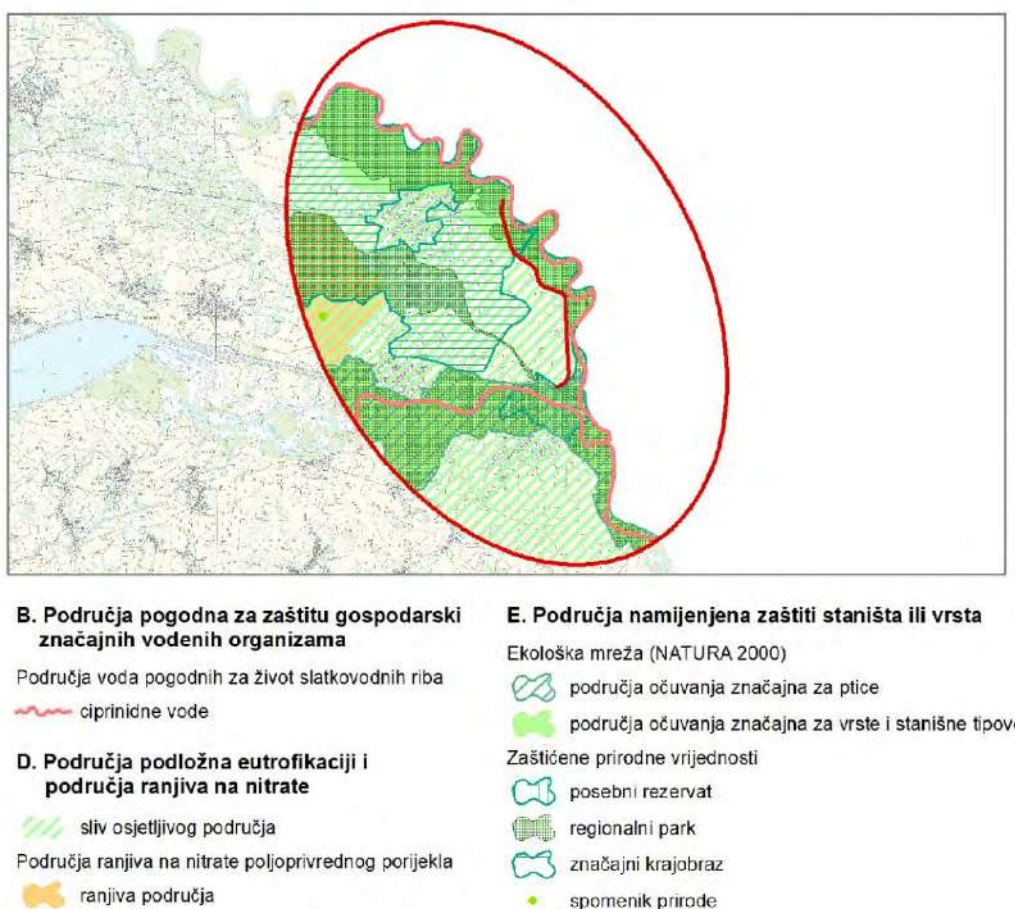 B. Područja pogodna za zaštitu gospodarski
značajnih vodenih organizama
Područja voda pogodnih za život slatkovodnih riba
ciprinidne vode
D. Područja podložna eutrofikaciji i
područja ranjiva na nitrate
sliv osjetljivog područja
Područja ranjiva na nitrate poljoprivrednog porijekla
ranjiva područja
E. Područja namijenjena zaštiti staništa ili vrsta
Ekološka mreža (NATURA 2000)
područja očuvanja značajna za ptice
područja očuvanja značajna za vrste i stanišne tipov
Zaštićene prirodne vrijednosti
posebni rezervat
regionalni park
značajni krajobraz
spomenik prirode